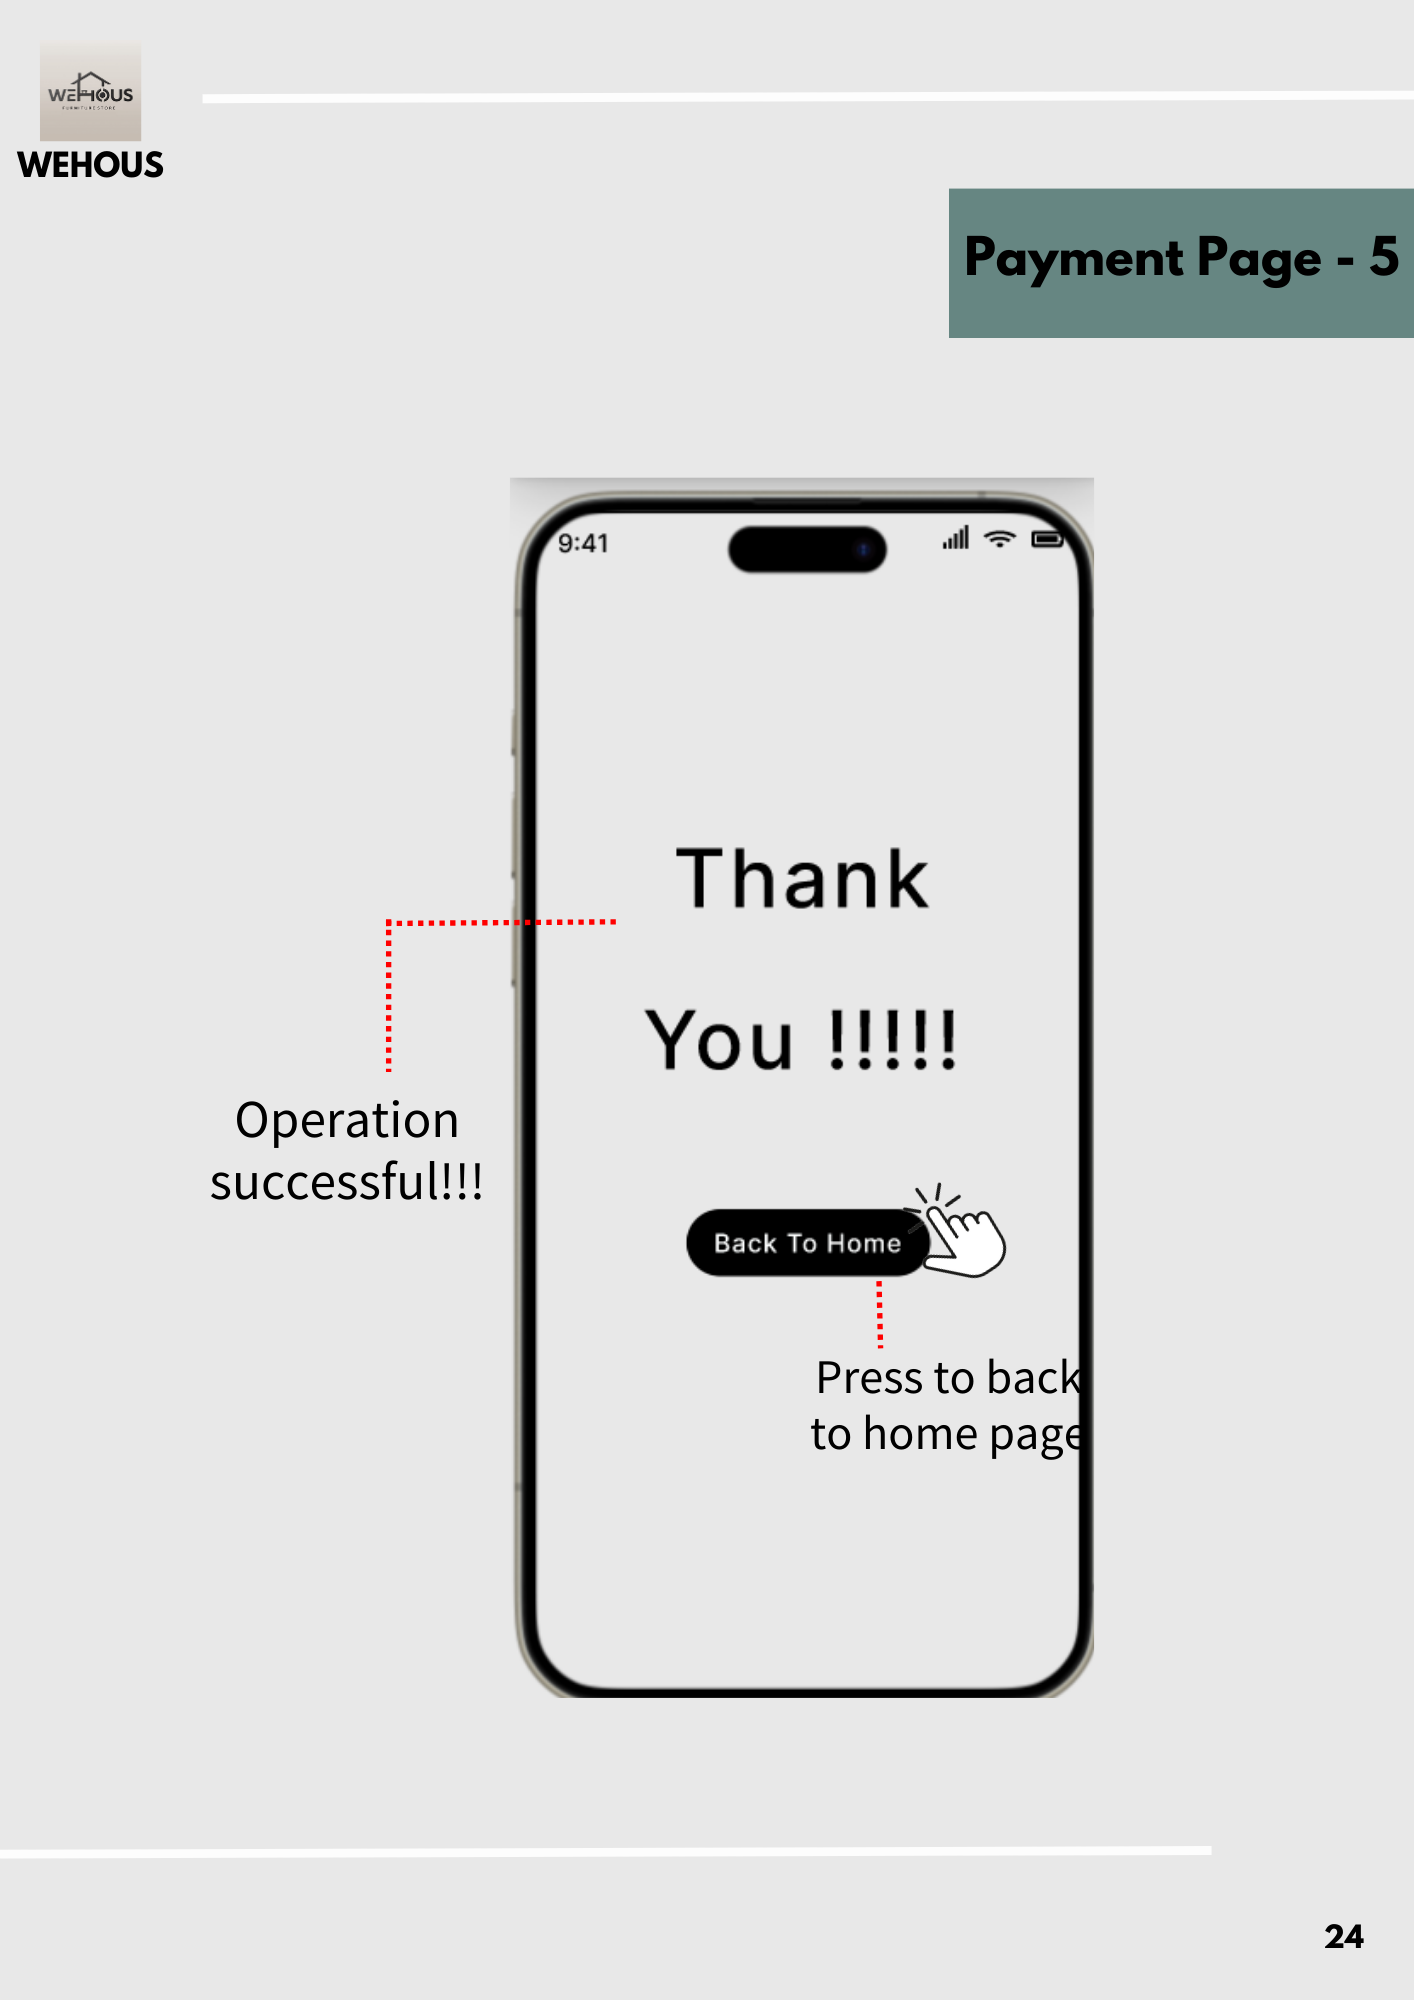 WEHOUS
FURNITURE STORE
WEHOUS
Payment Page - 5
9:41
Thank
You !!!!!
Operation
successful!!!
Back To Home
Press to back
to home page
24